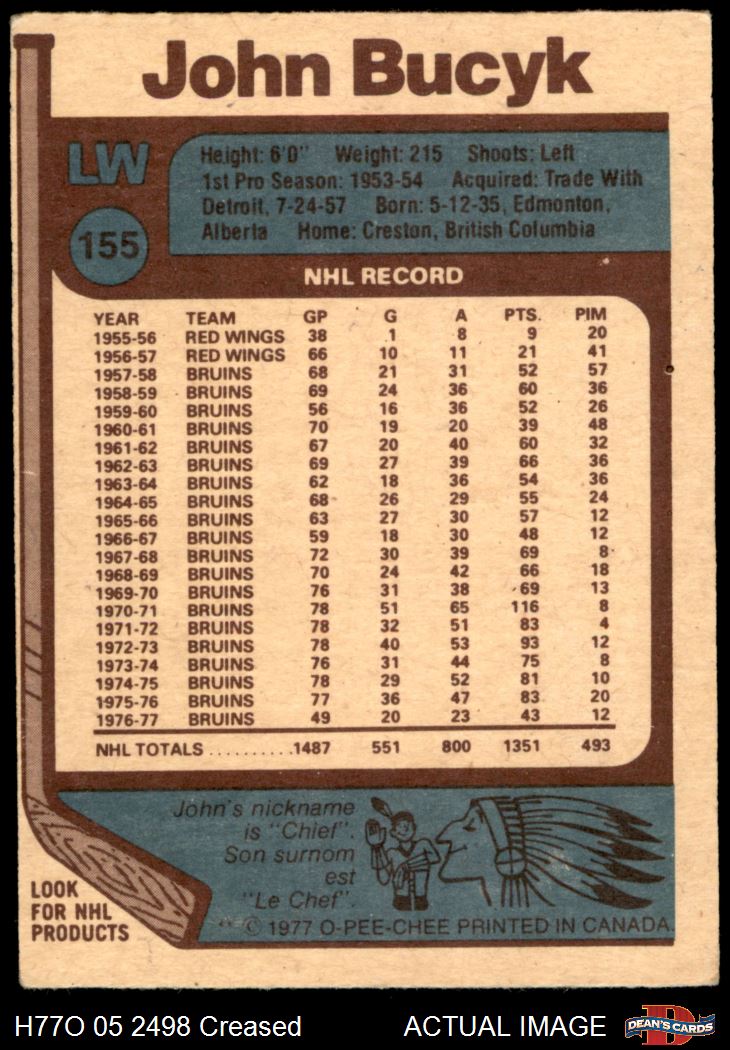 John Bucyk
LW
155
Height: 6'0" Weight: 215 Shoots: Left
1st Pro Season: 1953-54 Acquired: Trade With
Detroit, 7-24-57 Born: 5-12-35, Edmonton,
Alberta Home: Creston, British Columbia
NHL RECORD
YEAR TEAM GP G A PTS. PIM
1955-56 RED WINGS 38 1 8 9 20
1956-57 RED WINGS 66 10 11 21 41
1957-58 BRUINS 68 21 31 52 57
1958-59 BRUINS 69 24 36 60 36
1959-60 BRUINS 56 16 36 52 26
1960-61 BRUINS 70 19 20 39 48
1961-62 BRUINS 67 20 40 60 32
1962-63 BRUINS 69 27 39 66 36
1963-64 BRUINS 62 18 36 54 36
1964-65 BRUINS 68 26 29 55 24
1965-66 BRUINS 63 27 30 57 12
1966-67 BRUINS 59 18 30 48 12
1967-68 BRUINS 72 30 39 69 8
1968-69 BRUINS 70 24 42 66 18
1969-70 BRUINS 76 31 38 69 13
1970-71 BRUINS 78 51 65 116 8
1971-72 BRUINS 78 32 51 83 4
1972-73 BRUINS 78 40 53 93 12
1973-74 BRUINS 76 31 44 75 8
1974-75 BRUINS 78 29 52 81 10
1975-76 BRUINS 77 36 47 83 20
1976-77 BRUINS 49 20 23 43 12
NHL TOTALS ..........1487 551 800 1351 493
John's nickname
is "Chief".
Son surnom
est
"Le Chef".
© 1977 O-PEE-CHEE PRINTED IN CANADA
LOOK
FOR NHL
PRODUCTS
H77O 05 2498 Creased ACTUAL IMAGE
D
DEAN'S CARDS